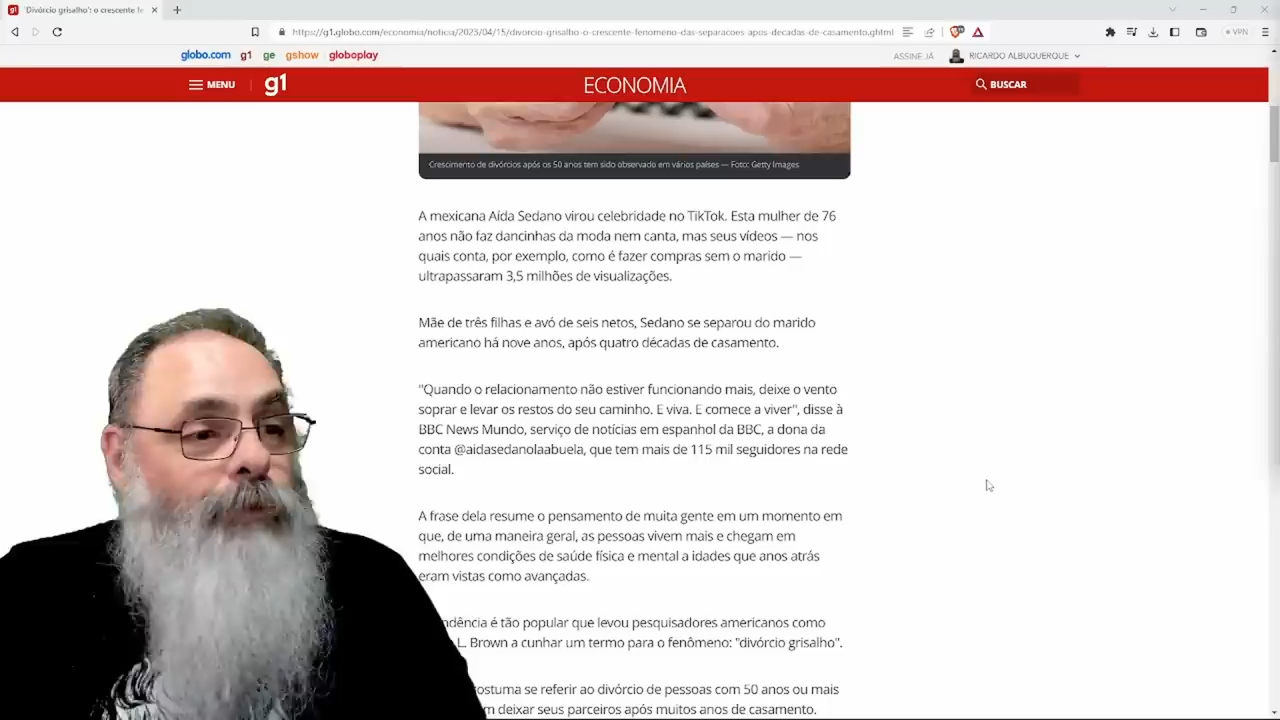 'Divórcio grisalho': o crescente fe
https://g1.globo.com/economia/noticia/2023/04/15/divorcio-grisalho-o-crescente-fenomeno-das-separacoes-apos-decadas-de-casamento.ghtml
VPN
globo.com g1 ge gshow globoplay
ASSINE JÁ
RICARDO ALBUQUERQUE
MENU
g1
ECONOMIA
BUSCAR
Crescimento de divórcios após os 50 anos tem sido observado em vários países — Foto: Getty Images
A mexicana Aída Sedano virou celebridade no TikTok. Esta mulher de 76
anos não faz dancinhas da moda nem canta, mas seus vídeos — nos
quais conta, por exemplo, como é fazer compras sem o marido —
ultrapassaram 3,5 milhões de visualizações.
Mãe de três filhas e avó de seis netos, Sedano se separou do marido
americano há nove anos, após quatro décadas de casamento.
"Quando o relacionamento não estiver funcionando mais, deixe o vento
soprar e levar os restos do seu caminho. E viva. E comece a viver", disse à
BBC News Mundo, serviço de notícias em espanhol da BBC, a dona da
conta @aidasedanolaabuela, que tem mais de 115 mil seguidores na rede
social.
A frase dela resume o pensamento de muita gente em um momento em
que, de uma maneira geral, as pessoas vivem mais e chegam em
melhores condições de saúde física e mental a idades que anos atrás
eram vistas como avançadas.
ndência é tão popular que levou pesquisadores americanos como
L. Brown a cunhar um termo para o fenômeno: "divórcio grisalho".
ostuma se referir ao divórcio de pessoas com 50 anos ou mais
m deixar seus parceiros após muitos anos de casamento.